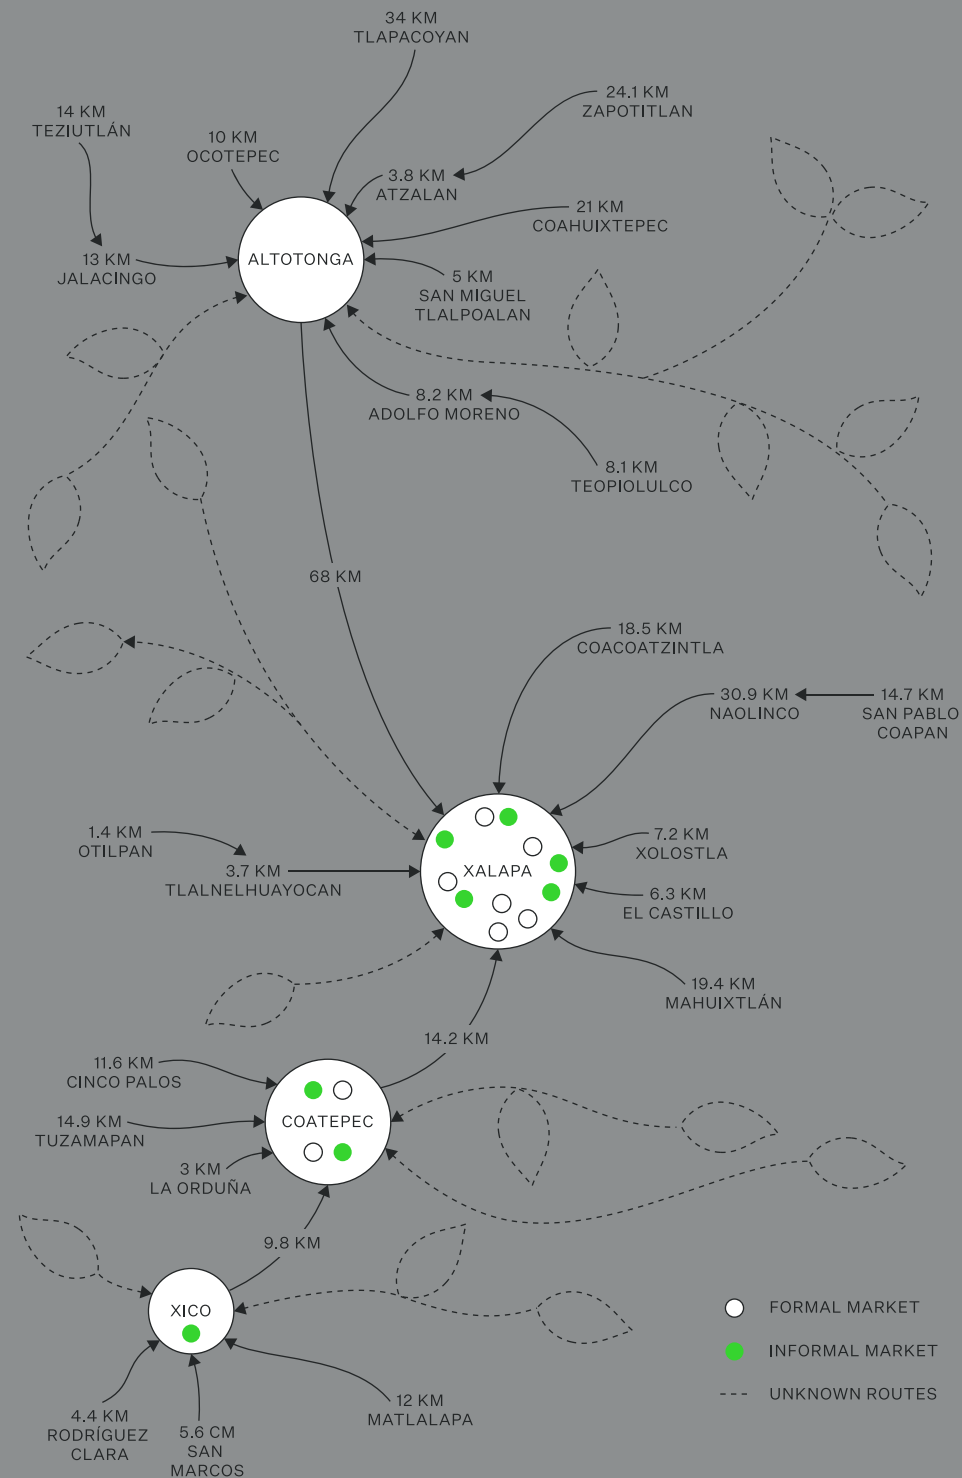 34 KM
TLAPACOYAN
24.1 KM
ZAPOTITLAN
14 KM
TEZIUTLÁN
10 KM
OCOTEPEC
3.8 KM
ATZALAN
21 KM
COAHUIXTEPEC
13 KM
JALACINGO
ALTOTONGA
5 KM
SAN MIGUEL
TLALPOALAN
8.2 KM
ADOLFO MORENO
8.1 KM
TEOPIOLULCO
68 KM
18.5 KM
COACOATZINTLA
30.9 KM
NAOLINCO
14.7 KM
SAN PABLO
COAPAN
1.4 KM
OTILPAN
7.2 KM
XOLOSTLA
3.7 KM
TLALNELHUAYOCAN
XALAPA
6.3 KM
EL CASTILLO
19.4 KM
MAHUIXTLÁN
14.2 KM
11.6 KM
CINCO PALOS
14.9 KM
TUZAMAPAN
COATEPEC
3 KM
LA ORDUÑA
9.8 KM
XICO
FORMAL MARKET
INFORMAL MARKET
UNKNOWN ROUTES
4.4 KM
RODRÍGUEZ
CLARA
5.6 CM
SAN
MARCOS
12 KM
MATLALAPA